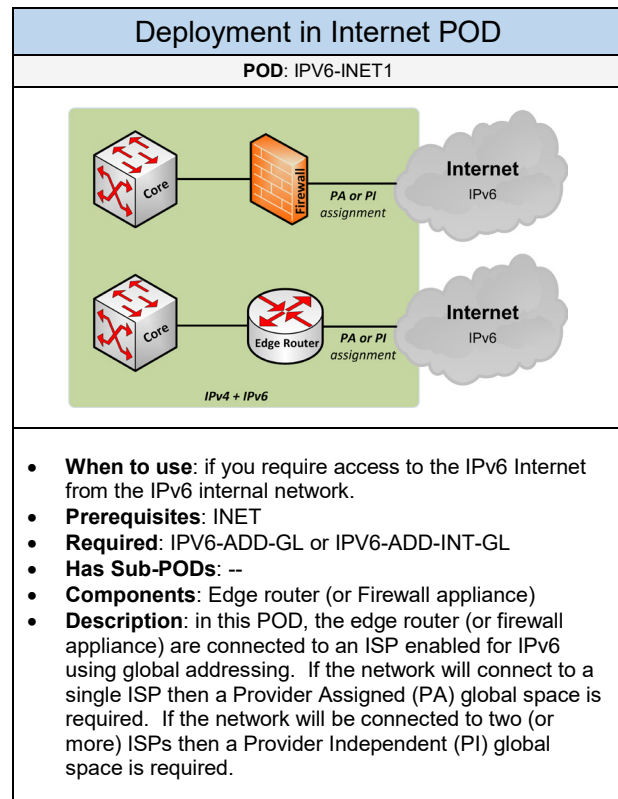 Deployment in Internet POD
POD: IPV6-INET1
Core
Firewall
PA or PI
assignment
Internet
IPv6
Core
Edge Router
PA or PI
assignment
Internet
IPv6
IPv4 + IPv6
• When to use: if you require access to the IPv6 Internet
from the IPv6 internal network.
• Prerequisites: INET
• Required: IPV6-ADD-GL or IPV6-ADD-INT-GL
• Has Sub-PODs: --
• Components: Edge router (or Firewall appliance)
• Description: in this POD, the edge router (or firewall
appliance) are connected to an ISP enabled for IPv6
using global addressing.  If the network will connect to a
single ISP then a Provider Assigned (PA) global space is
required.  If the network will be connected to two (or
more) ISPs then a Provider Independent (PI) global
space is required.